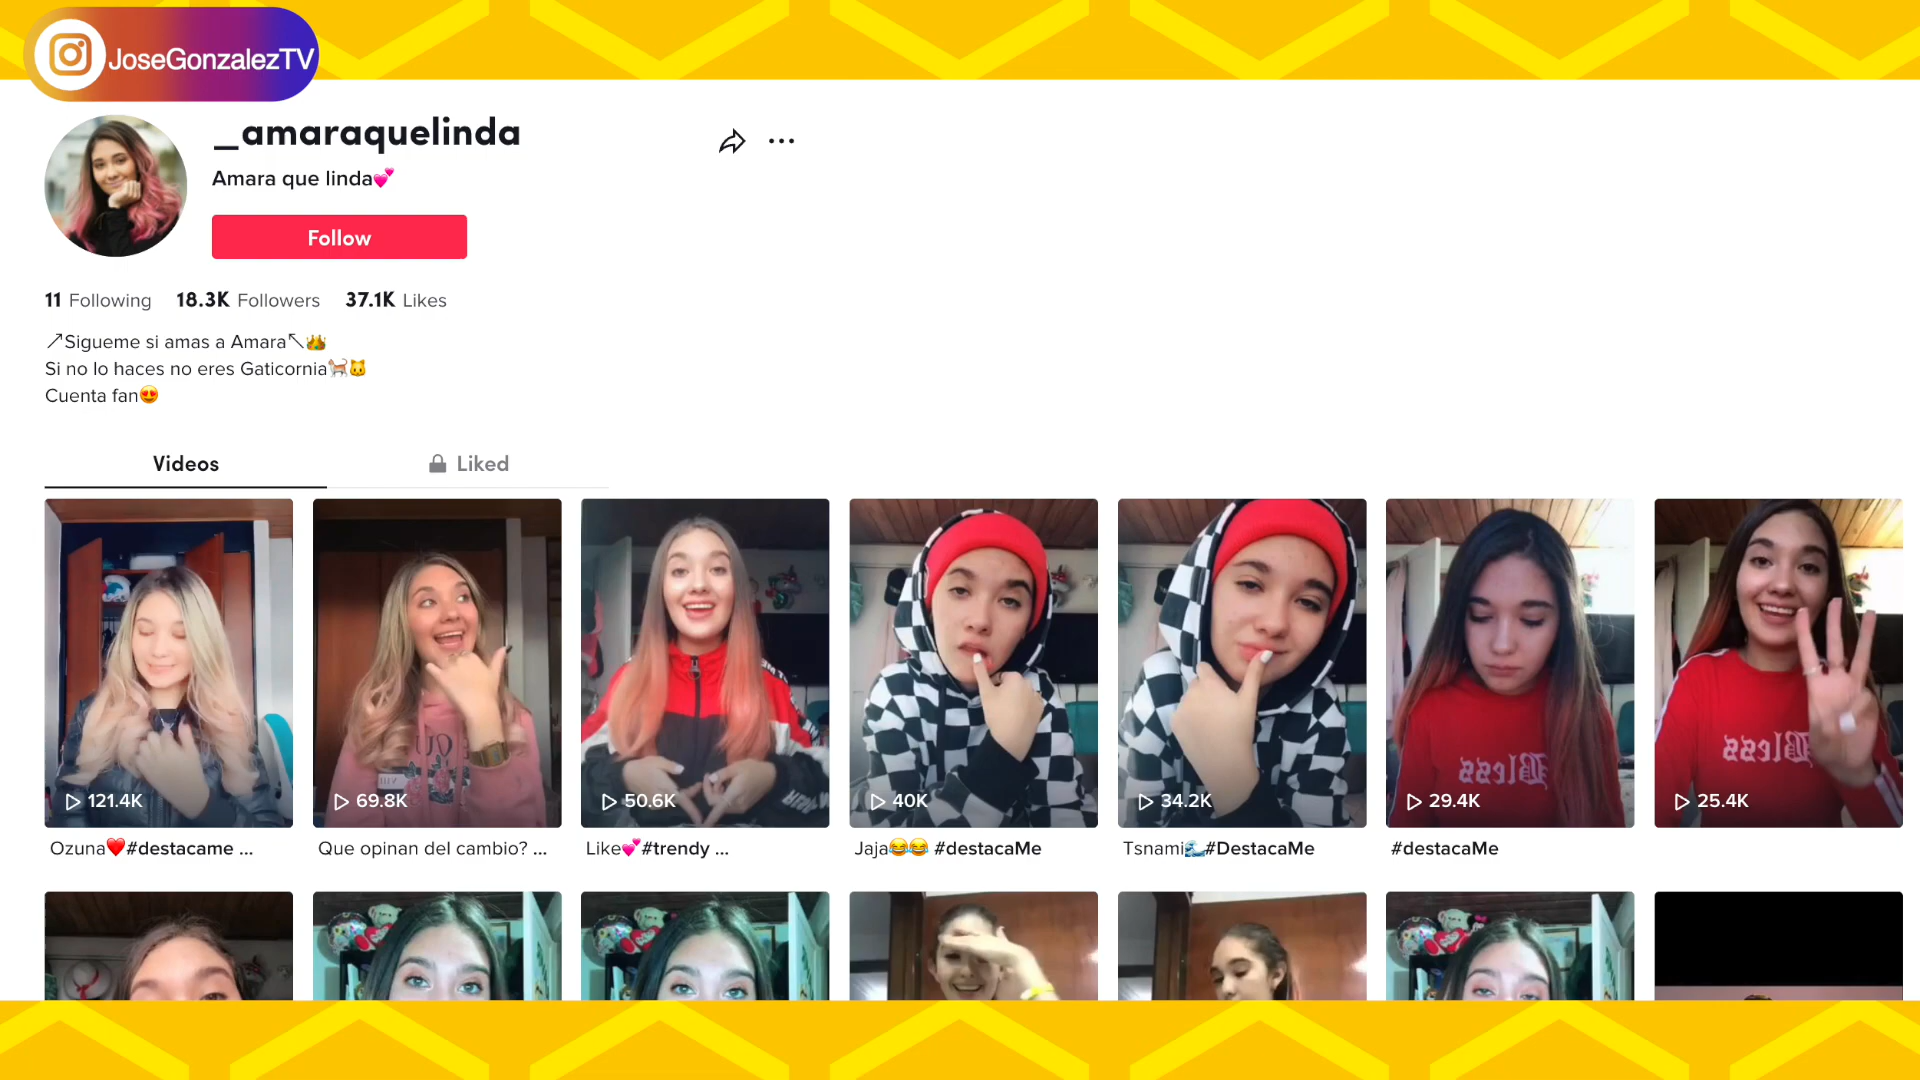 JoseGonzalezTV
_amaraquelinda
Amara que linda💕
Follow
11 Following 18.3K Followers 37.1K Likes
↗Sigueme si amas a Amara↖👑
Si no lo haces no eres Gaticornia🐈🐱
Cuenta fan😍
Videos
Liked
121.4K
69.8K
50.6K
40K
34.2K
29.4K
25.4K
Bless
Bless
Ozuna❤️#destacame ...
Que opinan del cambio? ...
Like💕#trendy ...
Jaja😂😂 #destacaMe
Tsnami🌊#DestacaMe
#destacaMe